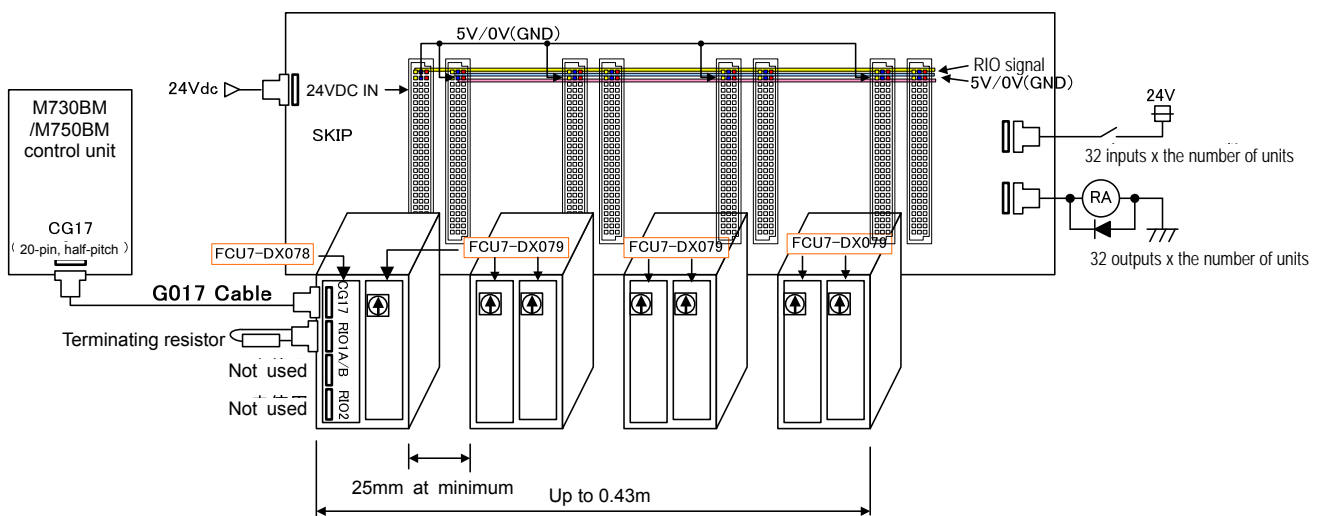 5V/0V(GND)
RIO signal
5V/0V(GND)
24Vdc
24VDC IN
SKIP
24V
32 inputs x the number of units
M730BM
/M750BM
control unit
RA
CG17
( 20-pin, half-pitch )
32 outputs x the number of units
FCU7-DX078
FCU7-DX079
FCU7-DX079
FCU7-DX079
G017 Cable
CG17
RIO1A/B
RIO2
Terminating resistor
Not used
Not used
25mm at minimum
Up to 0.43m